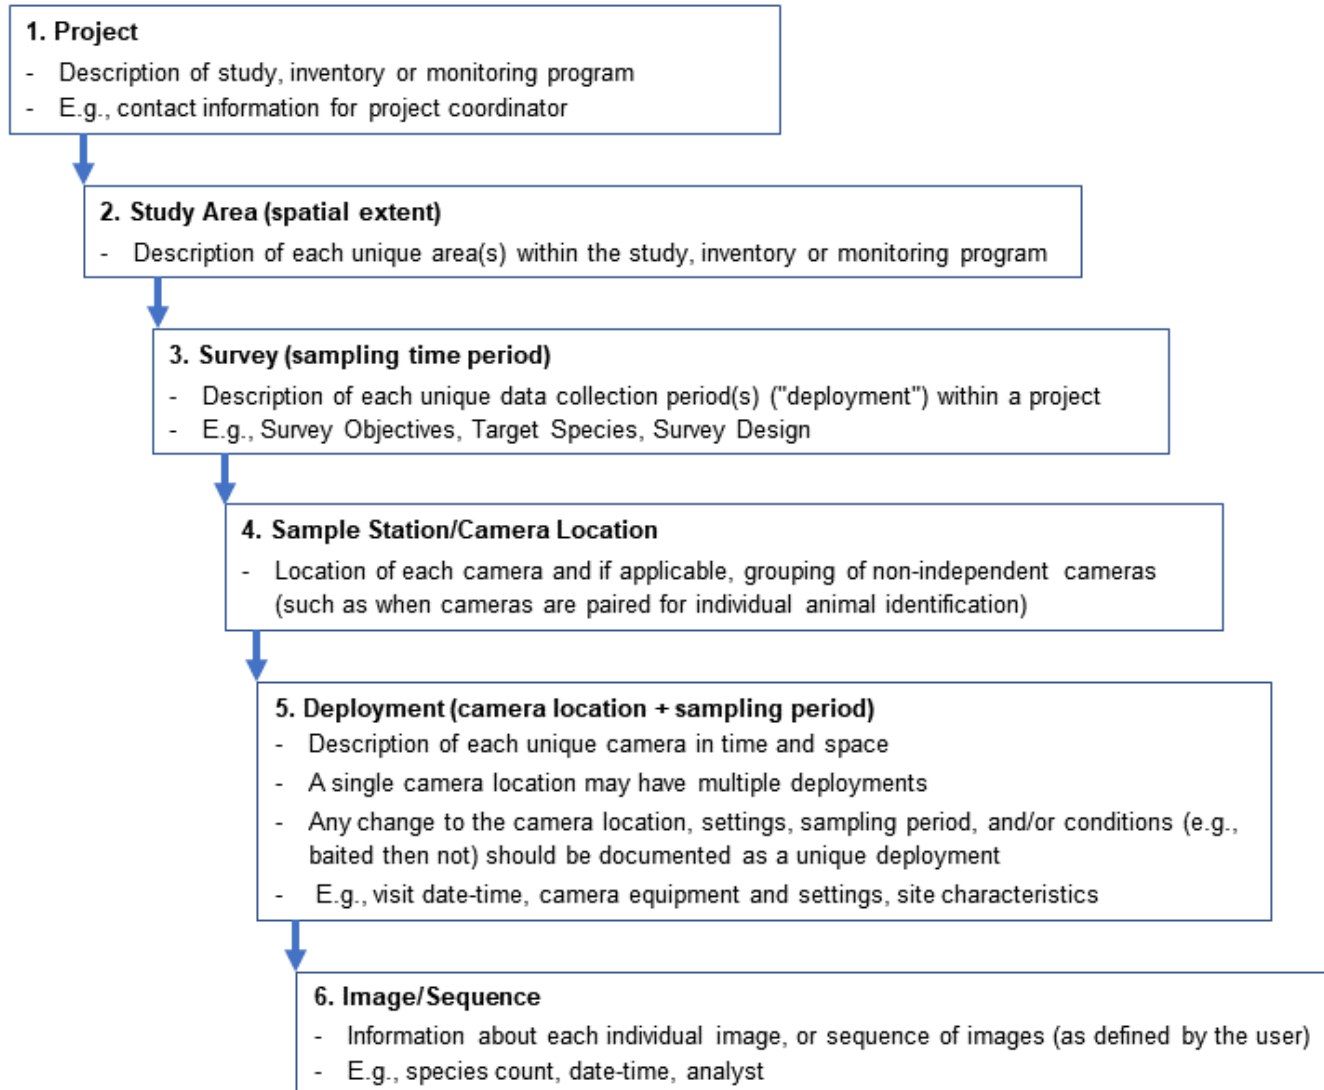 1. Project
- Description of study, inventory or monitoring program
- E.g., contact information for project coordinator
2. Study Area (spatial extent)
- Description of each unique area(s) within the study, inventory or monitoring program
3. Survey (sampling time period)
- Description of each unique data collection period(s) ("deployment") within a project
- E.g., Survey Objectives, Target Species, Survey Design
4. Sample Station/Camera Location
- Location of each camera and if applicable, grouping of non-independent cameras
(such as when cameras are paired for individual animal identification)
5. Deployment (camera location + sampling period)
- Description of each unique camera in time and space
- A single camera location may have multiple deployments
- Any change to the camera location, settings, sampling period, and/or conditions (e.g.,
baited then not) should be documented as a unique deployment
- E.g., visit date-time, camera equipment and settings, site characteristics
6. Image/Sequence
- Information about each individual image, or sequence of images (as defined by the user)
- E.g., species count, date-time, analyst